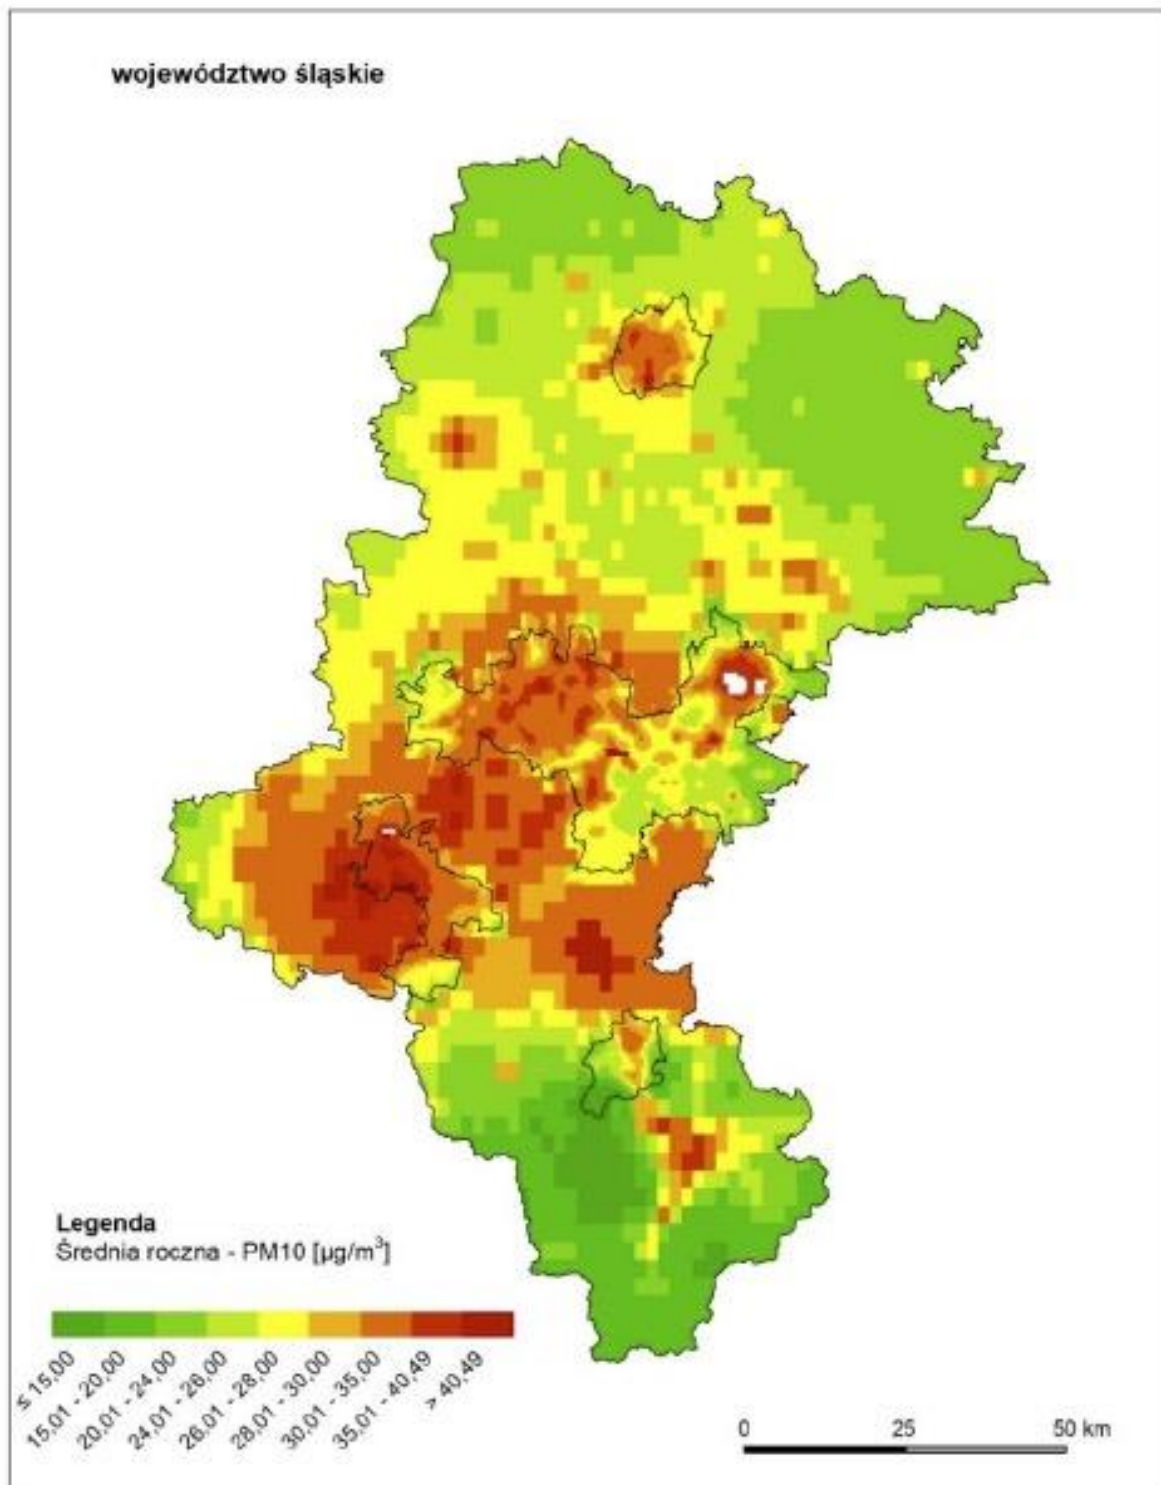 województwo śląskie
Legenda
Średnia roczna - PM10 [µg/m³]
≤ 15,00
15,01 - 20,00
20,01 - 24,00
24,01 - 26,00
26,01 - 28,00
28,01 - 30,00
30,01 - 35,00
35,01 - 40,49
> 40,49
0 25 50 km